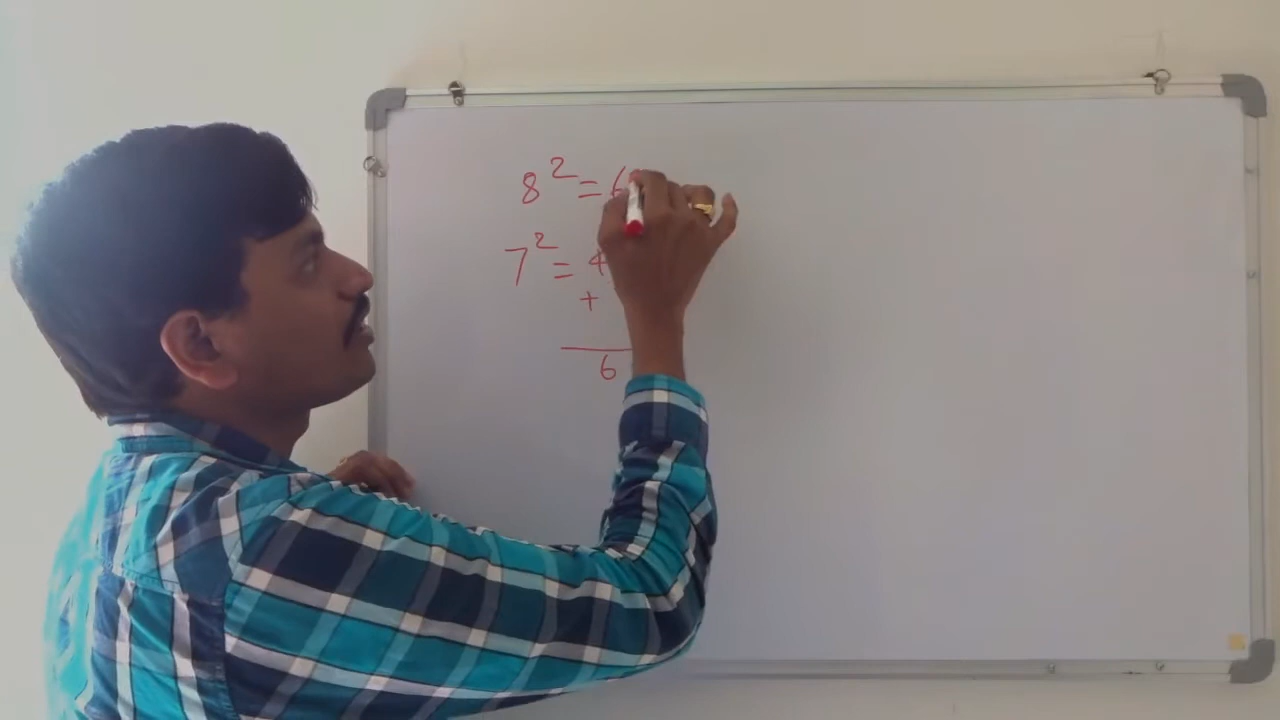 8² = 6
7² = 4
+
6